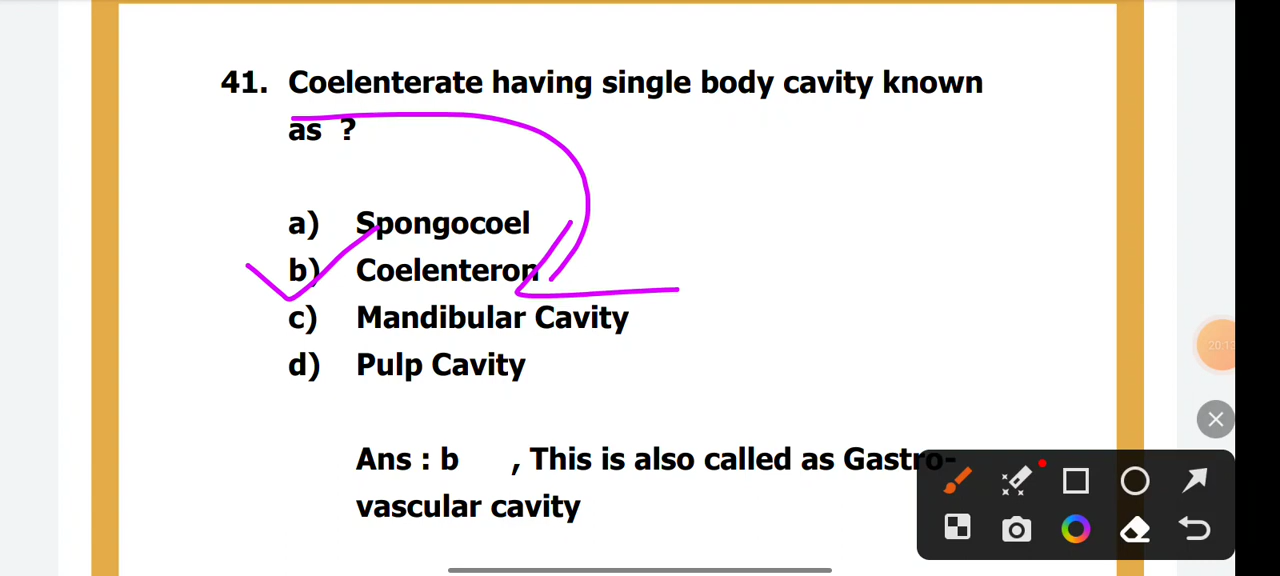 41. Coelenterate having single body cavity known
as ?
a) Spongocoel
b) Coelenteron
c) Mandibular Cavity
d) Pulp Cavity
Ans : b , This is also called as Gastro-
vascular cavity